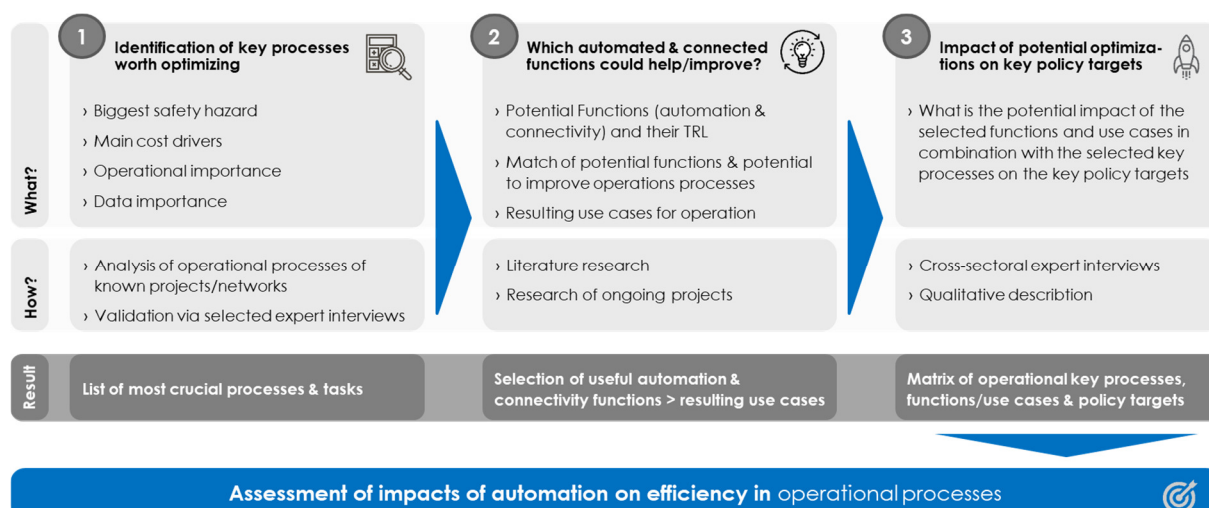 1
Identification of key processes
worth optimizing
2
Which automated & connected
functions could help/improve?
3
Impact of potential optimiza-
tions on key policy targets
What?
› Biggest safety hazard
› Main cost drivers
› Operational importance
› Data importance
› Potential Functions (automation &
connectivity) and their TRL
› Match of potential functions & potential
to improve operations processes
› Resulting use cases for operation
› What is the potential impact of the
selected functions and use cases in
combination with the selected key
processes on the key policy targets
How?
› Analysis of operational processes of
known projects/networks
› Validation via selected expert interviews
› Literature research
› Research of ongoing projects
› Cross-sectoral expert interviews
› Qualitative describtion
Result
List of most crucial processes & tasks
Selection of useful automation &
connectivity functions > resulting use cases
Matrix of operational key processes,
functions/use cases & policy targets
Assessment of impacts of automation on efficiency in operational processes